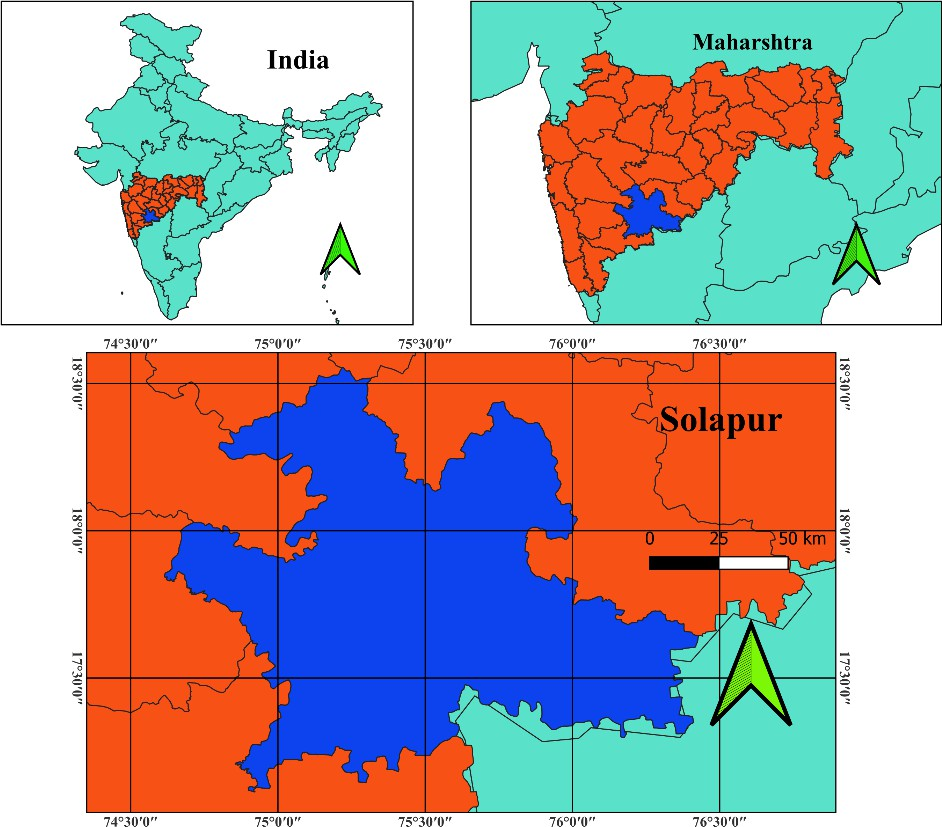 India
Maharshtra
74°30′0″ 75°0′0″ 75°30′0″ 76°0′0″ 76°30′0″
18°30′0″ 18°30′0″
Solapur
18°0′0″ 18°0′0″
0 25 50 km
17°30′0″ 17°30′0″
74°30′0″ 75°0′0″ 75°30′0″ 76°0′0″ 76°30′0″